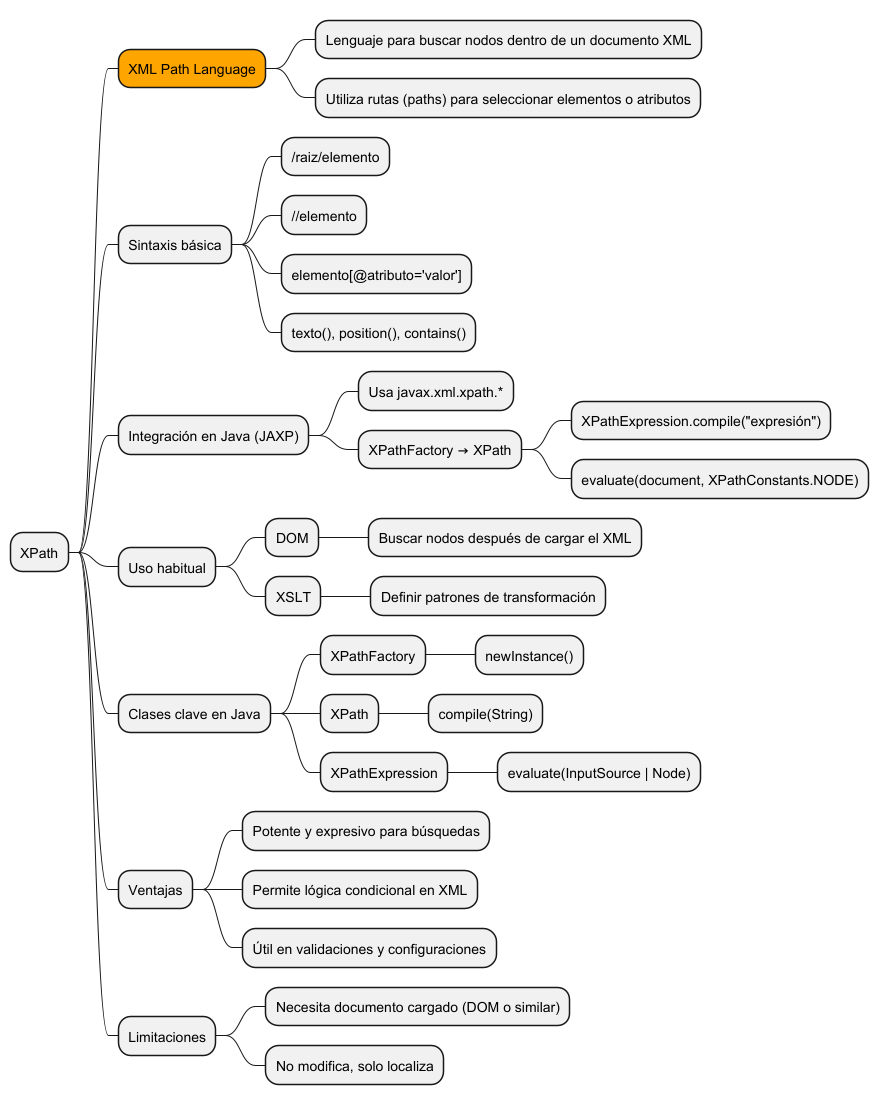 XPath
XML Path Language
Lenguaje para buscar nodos dentro de un documento XML
Utiliza rutas (paths) para seleccionar elementos o atributos
Sintaxis básica
/raiz/elemento
//elemento
elemento[@atributo='valor']
texto(), position(), contains()
Integración en Java (JAXP)
Usa javax.xml.xpath.*
XPathFactory → XPath
XPathExpression.compile("expresión")
evaluate(document, XPathConstants.NODE)
Uso habitual
DOM
Buscar nodos después de cargar el XML
XSLT
Definir patrones de transformación
Clases clave en Java
XPathFactory
newInstance()
XPath
compile(String)
XPathExpression
evaluate(InputSource | Node)
Ventajas
Potente y expresivo para búsquedas
Permite lógica condicional en XML
Útil en validaciones y configuraciones
Limitaciones
Necesita documento cargado (DOM o similar)
No modifica, solo localiza